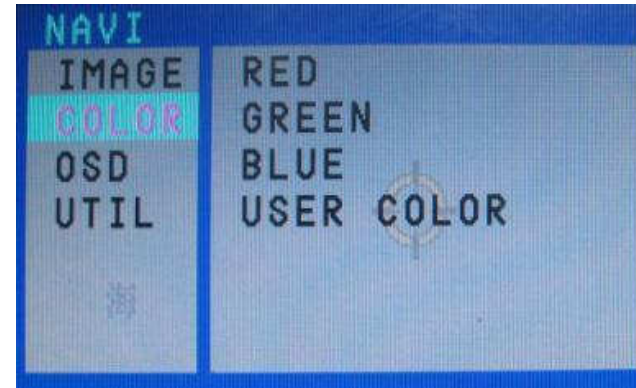 NAVI
IMAGE
COLOR
OSD
UTIL
RED
GREEN
BLUE
USER COLOR